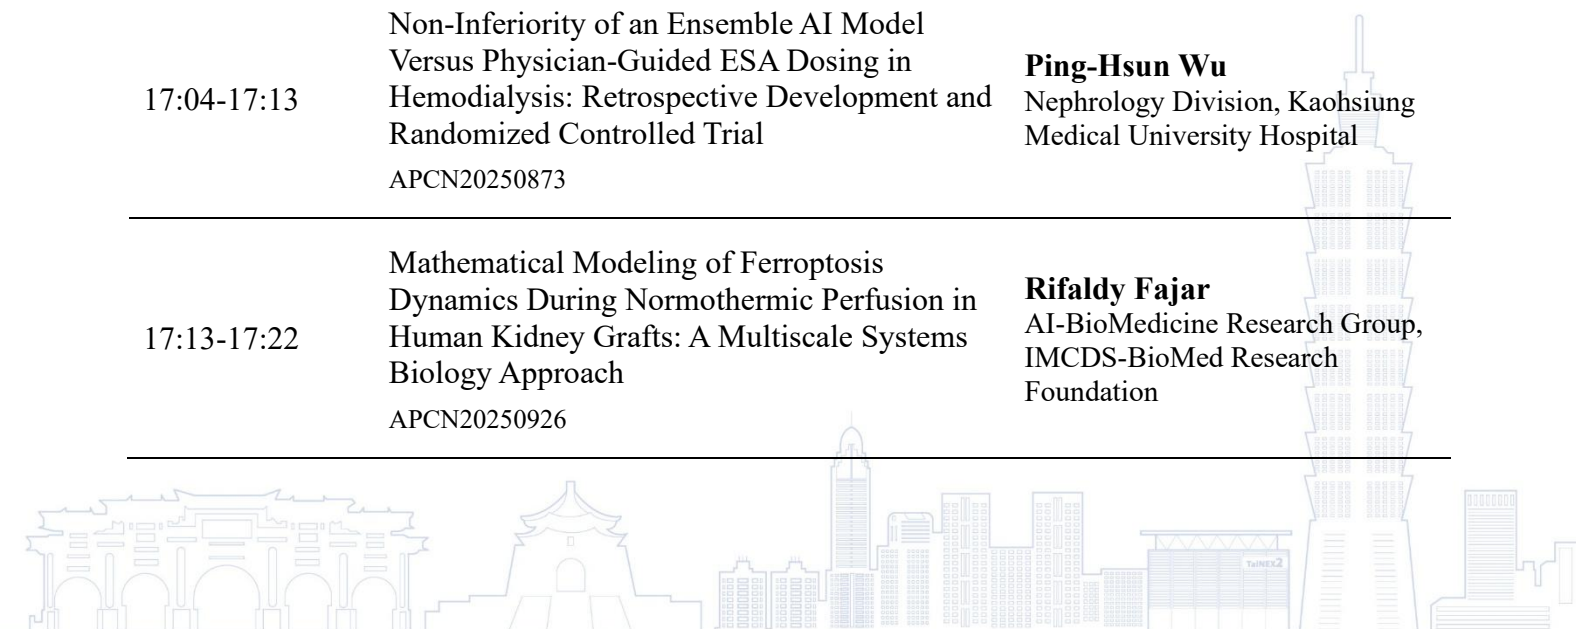 17:04-17:13
Non-Inferiority of an Ensemble AI Model
Versus Physician-Guided ESA Dosing in
Hemodialysis: Retrospective Development and
Randomized Controlled Trial
APCN20250873
Ping-Hsun Wu
Nephrology Division, Kaohsiung
Medical University Hospital
17:13-17:22
Mathematical Modeling of Ferroptosis
Dynamics During Normothermic Perfusion in
Human Kidney Grafts: A Multiscale Systems
Biology Approach
APCN20250926
Rifaldy Fajar
AI-BioMedicine Research Group,
IMCDS-BioMed Research
Foundation
TaiNEX2